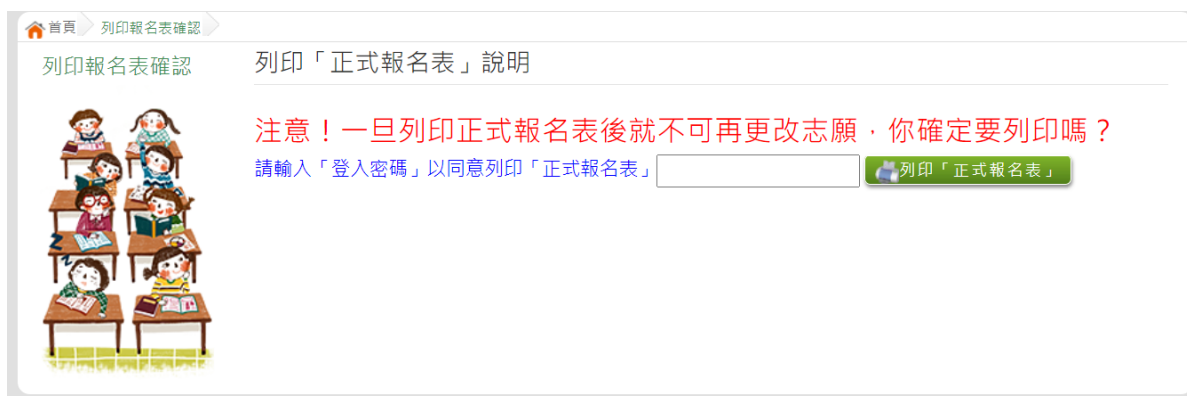 首頁 列印報名表確認
列印報名表確認
列印「正式報名表」說明
注意！一旦列印正式報名表後就不可再更改志願，你確定要列印嗎？
請輸入「登入密碼」以同意列印「正式報名表」 列印「正式報名表」